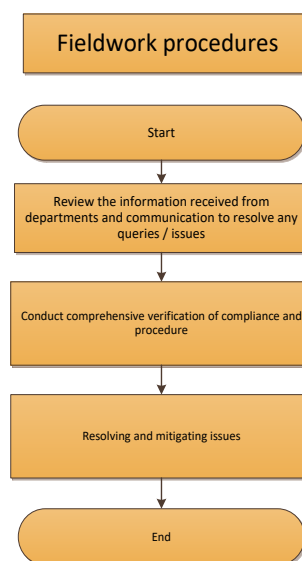 Fieldwork procedures
Start
Review the information received from
departments and communication to resolve any
queries / issues
Conduct comprehensive verification of compliance and
procedure
Resolving and mitigating issues
End